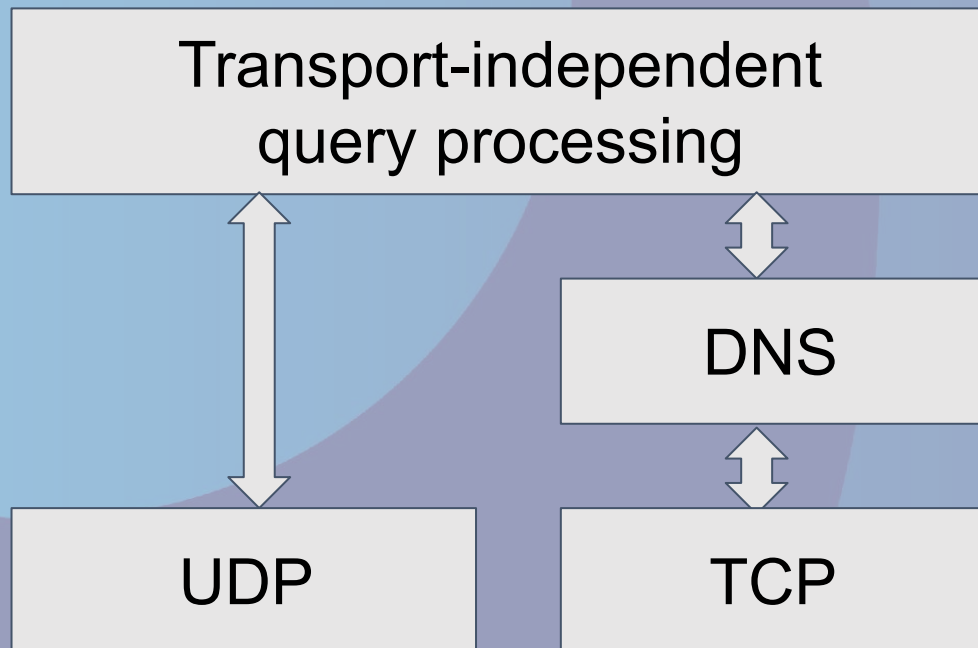 Transport-independent
query processing
DNS
UDP
TCP